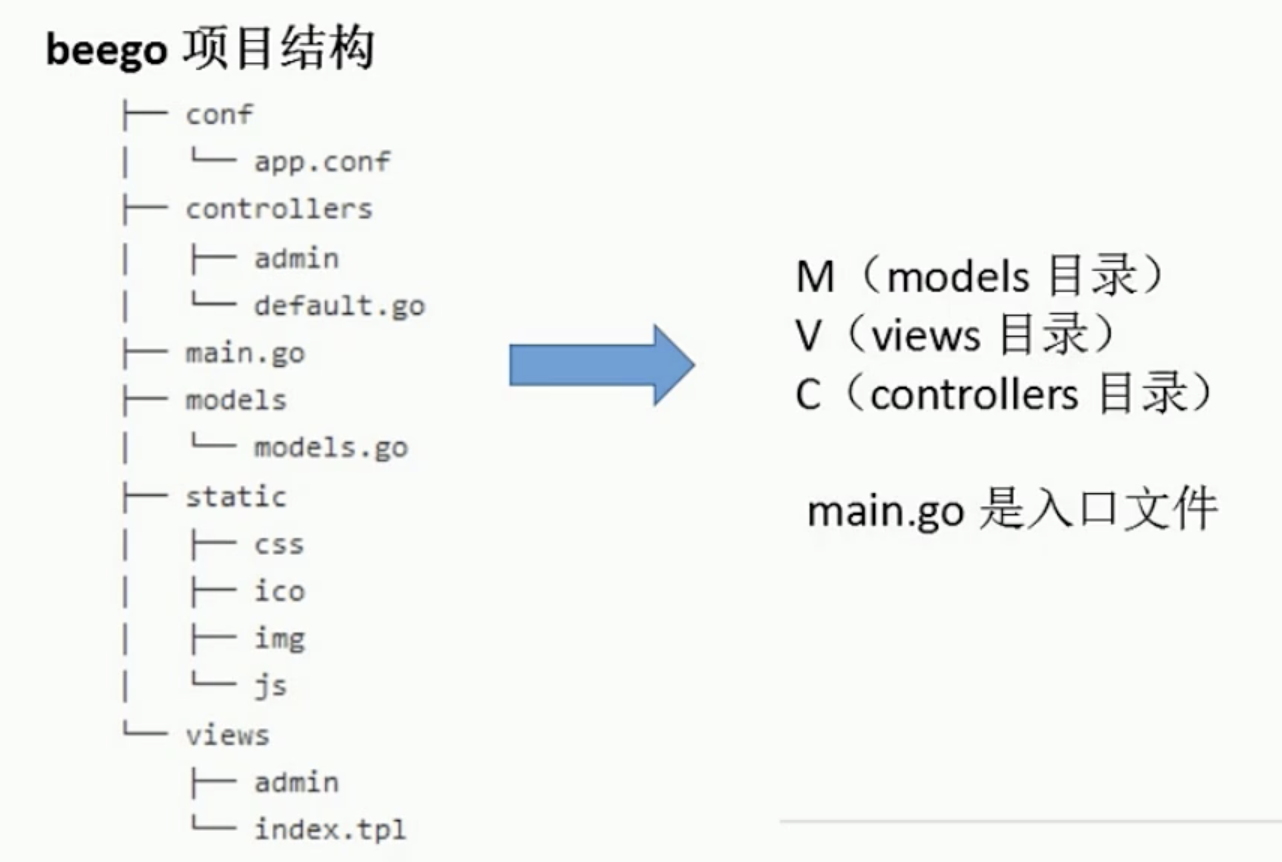 beego 项目结构
├── conf
│   └── app.conf
├── controllers
│   ├── admin
│   └── default.go
├── main.go
├── models
│   └── models.go
├── static
│   ├── css
│   ├── ico
│   ├── img
│   └── js
└── views
    ├── admin
    └── index.tpl
M（models 目录）
V（views 目录）
C（controllers 目录）
main.go 是入口文件